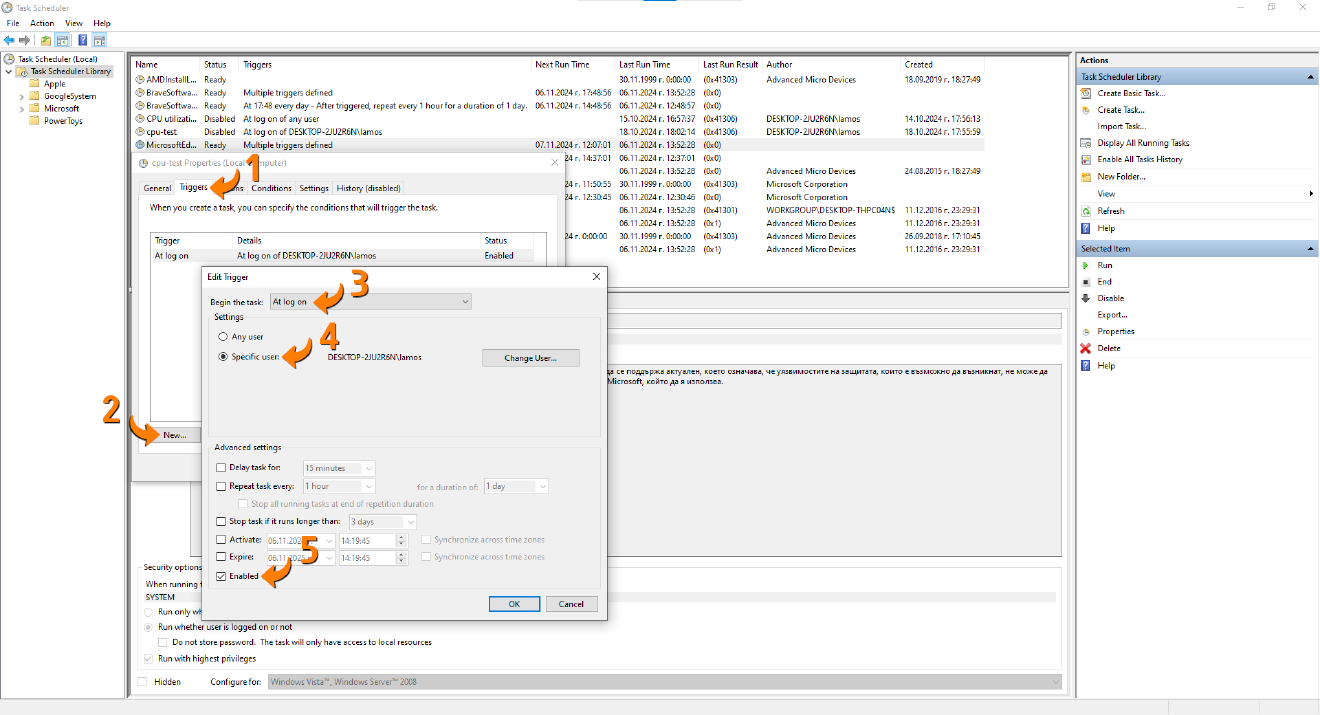 Task Scheduler
File Action View Help
Task Scheduler (Local)
Task Scheduler Library
Apple
GoogleSystem
Microsoft
PowerToys
Name Status Triggers Next Run Time Last Run Time Last Run Result Author Created
AMDInstallL... Ready 30.11.1999 г. 0:00:00 (0x41303) Advanced Micro Devices 18.09.2019 г. 18:27:49
BraveSoftwa... Ready Multiple triggers defined 06.11.2024 г. 17:48:56 06.11.2024 г. 13:52:28 (0x0)
BraveSoftwa... Ready At 17:48 every day - After triggered, repeat every 1 hour for a duration of 1 day. 06.11.2024 г. 14:48:56 06.11.2024 г. 12:48:57 (0x0)
CPU utilizati... Disabled At log on of any user 15.10.2024 г. 16:57:37 (0x41306) DESKTOP-2JU2R6N\lamos 14.10.2024 г. 17:56:13
cpu-test Disabled At log on of DESKTOP-2JU2R6N\lamos 18.10.2024 г. 18:02:14 (0x41306) DESKTOP-2JU2R6N\lamos 18.10.2024 г. 17:55:59
MicrosoftEd... Ready Multiple triggers defined 07.11.2024 г. 12:07:01 06.11.2024 г. 13:52:28 (0x0)
24 г. 14:37:01 06.11.2024 г. 12:37:01 (0x0)
06.11.2024 г. 13:52:28 (0x0) Advanced Micro Devices 24.08.2015 г. 18:27:49
24 г. 11:50:55 30.11.1999 г. 0:00:00 (0x41303) Microsoft Corporation
24 г. 12:30:45 06.11.2024 г. 12:30:46 (0x0) Microsoft Corporation
06.11.2024 г. 13:52:28 (0x41301) WORKGROUP\DESKTOP-THPC04N$ 11.12.2016 г. 23:29:31
06.11.2024 г. 13:52:28 (0x1) Advanced Micro Devices 11.12.2016 г. 23:29:31
24 г. 0:00:00 30.11.1999 г. 0:00:00 (0x41303) Advanced Micro Devices 26.09.2018 г. 17:10:45
06.11.2024 г. 13:52:28 (0x1) Advanced Micro Devices 11.12.2016 г. 23:29:31
cpu-test Properties (Local Computer)
1
General Triggers Conditions Settings History (disabled)
When you create a task, you can specify the conditions that will trigger the task.
Trigger Details Status
At log on At log on of DESKTOP-2JU2R6N\lamos Enabled
2
New...
Edit Trigger
Begin the task: At log on
3
Settings
Any user
4
Specific user: DESKTOP-2JU2R6N\lamos Change User...
Advanced settings
Delay task for: 15 minutes
Repeat task every: 1 hour for a duration of: 1 day
Stop all running tasks at end of repetition duration
Stop task if it runs longer than: 3 days
Activate: 06.11.202 14:19:45 Synchronize across time zones
5
Expire: 06.11.202 14:19:45 Synchronize across time zones
Enabled
OK Cancel
да се поддържа актуален, което означава, че уязвимостите на защитата, които е възможно да възникнат, не може да
Microsoft, който да я използва.
Security options
When running t
SYSTEM
Run only wh
Run whether user is logged on or not
Do not store password. The task will only have access to local resources
Run with highest privileges
Hidden Configure for: Windows Vista™, Windows Server™ 2008
Actions
Task Scheduler Library
Create Basic Task...
Create Task...
Import Task...
Display All Running Tasks
Enable All Tasks History
New Folder...
View
Refresh
Help
Selected Item
Run
End
Disable
Export...
Properties
Delete
Help